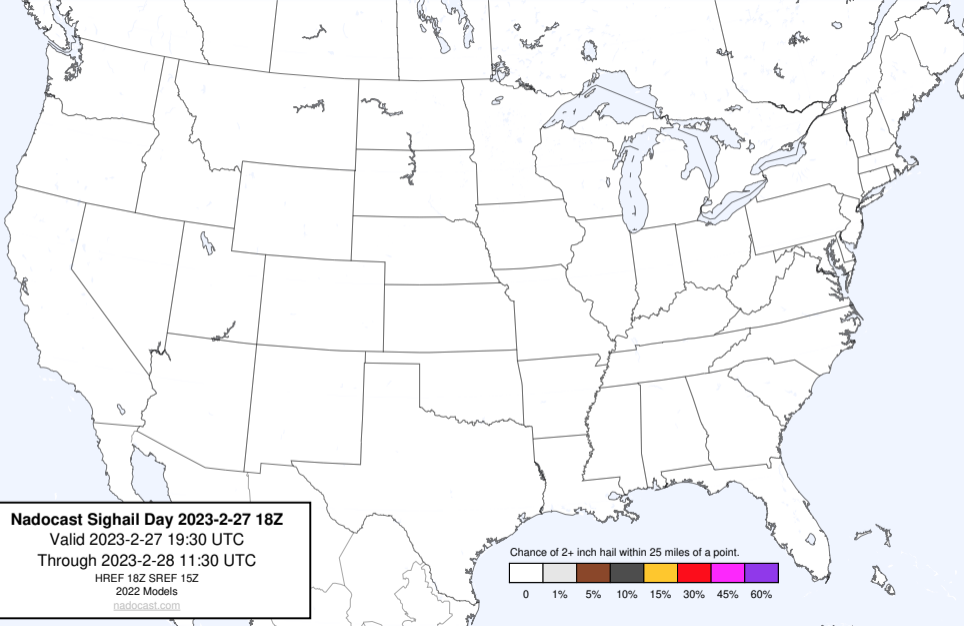 Nadocast Sighail Day 2023-2-27 18Z
Valid 2023-2-27 19:30 UTC
Through 2023-2-28 11:30 UTC
HREF 18Z SREF 15Z
2022 Models
nadocast.com
Chance of 2+ inch hail within 25 miles of a point.
0 1% 5% 10% 15% 30% 45% 60%